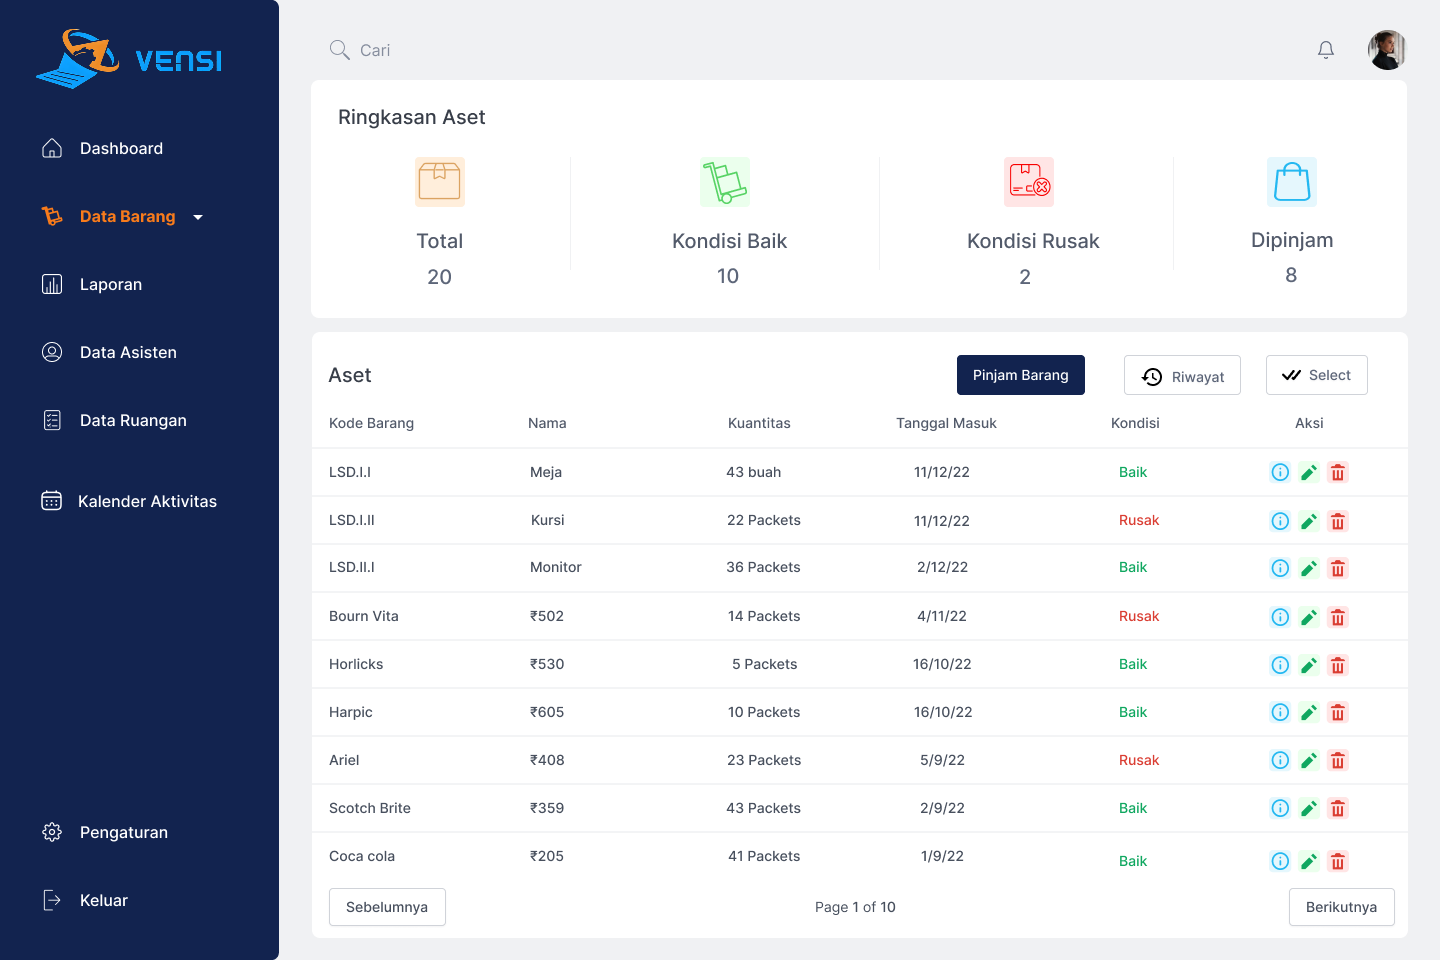 VENSI
Cari
Dashboard
Data Barang
Laporan
Data Asisten
Data Ruangan
Kalender Aktivitas
Pengaturan
Keluar
Ringkasan Aset
Total
20
Kondisi Baik
10
Kondisi Rusak
2
Dipinjam
8
Aset
Pinjam Barang
Riwayat
Select
Kode Barang Nama Kuantitas Tanggal Masuk Kondisi Aksi
LSD.I.I Meja 43 buah 11/12/22 Baik
LSD.I.II Kursi 22 Packets 11/12/22 Rusak
LSD.II.I Monitor 36 Packets 2/12/22 Baik
Bourn Vita ₹502 14 Packets 4/11/22 Rusak
Horlicks ₹530 5 Packets 16/10/22 Baik
Harpic ₹605 10 Packets 16/10/22 Baik
Ariel ₹408 23 Packets 5/9/22 Rusak
Scotch Brite ₹359 43 Packets 2/9/22 Baik
Coca cola ₹205 41 Packets 1/9/22 Baik
Sebelumnya
Page 1 of 10
Berikutnya